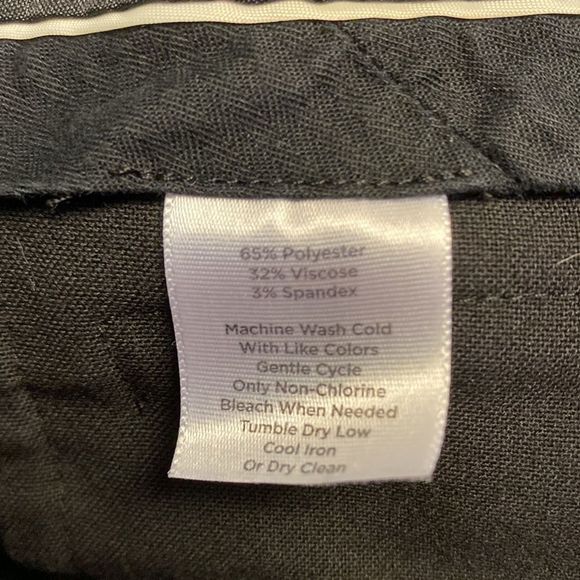 65% Polyester
32% Viscose
3% Spandex
Machine Wash Cold
With Like Colors
Gentle Cycle
Only Non-Chlorine
Bleach When Needed
Tumble Dry Low
Cool Iron
Or Dry Clean